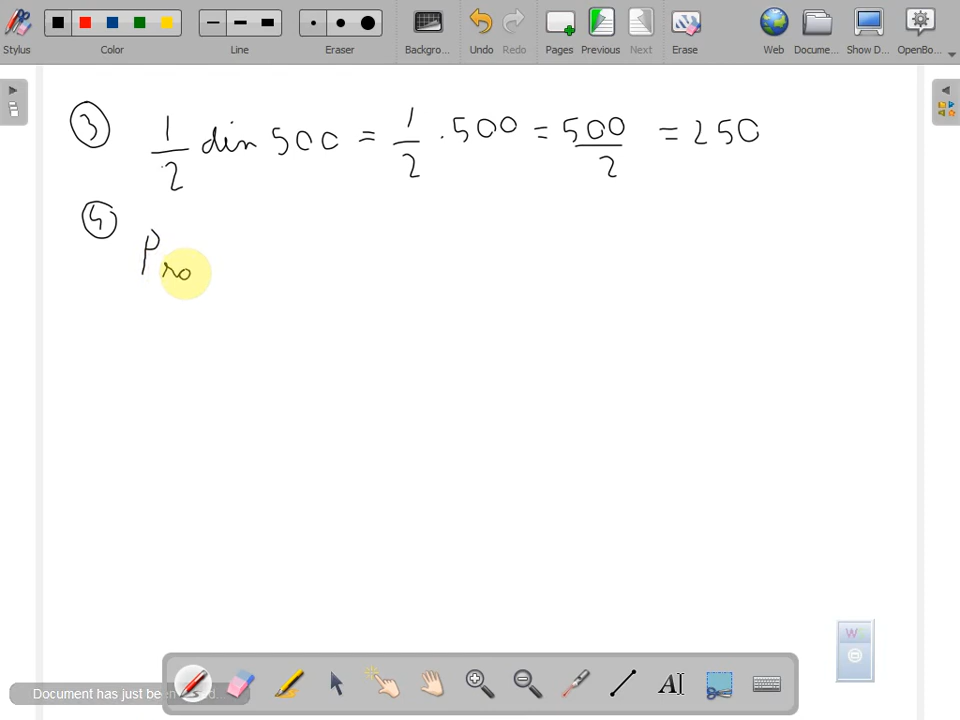 Stylus
Color
Line
Eraser
Backgro...
Undo Redo
Pages
Previous
Next
Erase
Web
Docume...
Show D...
OpenBo...
③ 1/2 din 500 = 1/2 . 500 = 500/2 = 250
④
Pro
Document has just be
d...